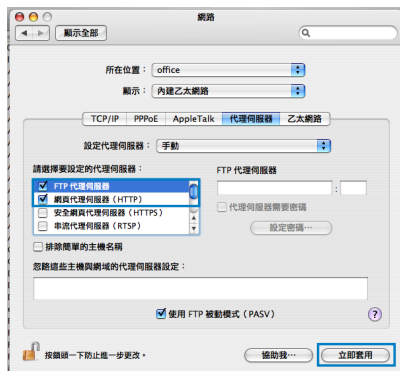 網路
顯示全部
所在位置： office
顯示： 內建乙太網路
TCP/IP PPPoE AppleTalk 代理伺服器 乙太網路
設定代理伺服器： 手動
請選擇要設定的代理伺服器： FTP 代理伺服器
FTP 代理伺服器
網頁代理伺服器（HTTP） :
安全網頁代理伺服器（HTTPS） 代理伺服器需要密碼
串流代理伺服器（RTSP） 設定密碼…
排除簡單的主機名稱
忽略這些主機與網域的代理伺服器設定：
使用 FTP 被動模式（PASV） ?
按鎖頭一下防止進一步更改。 協助我… 立即套用